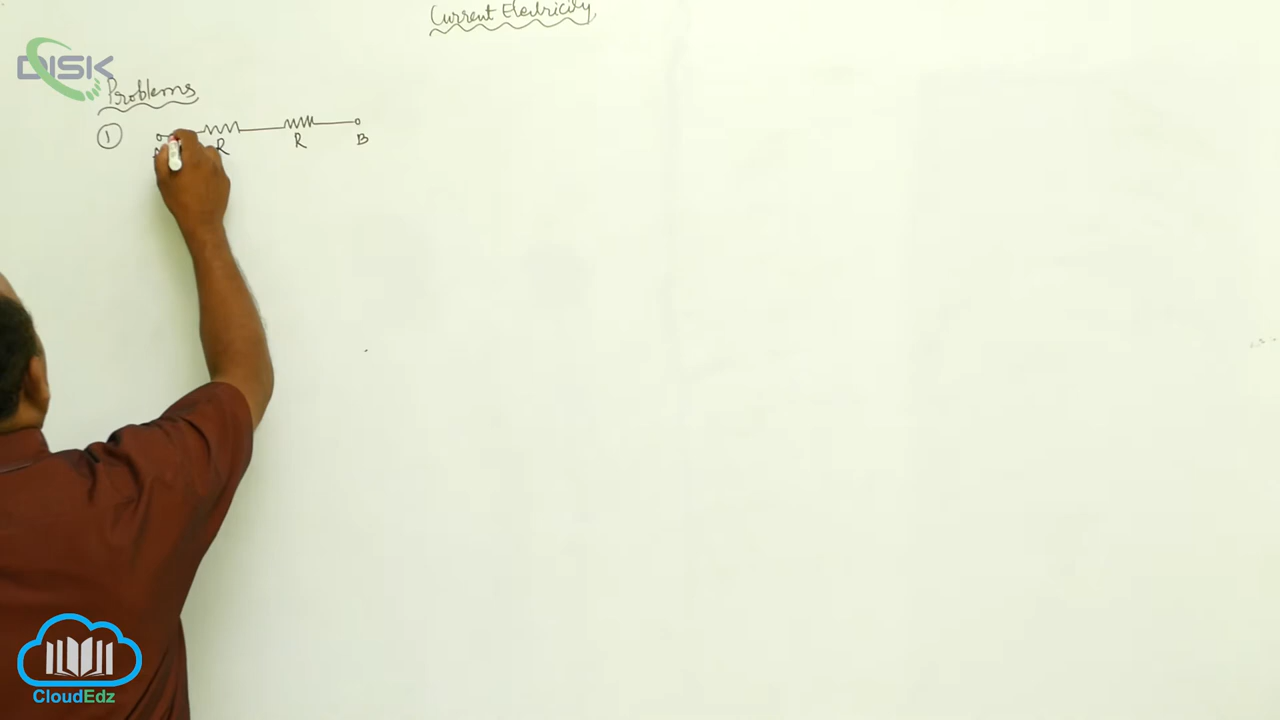 Current Electricity
DISK
Problems
1
R R B
CloudEdz